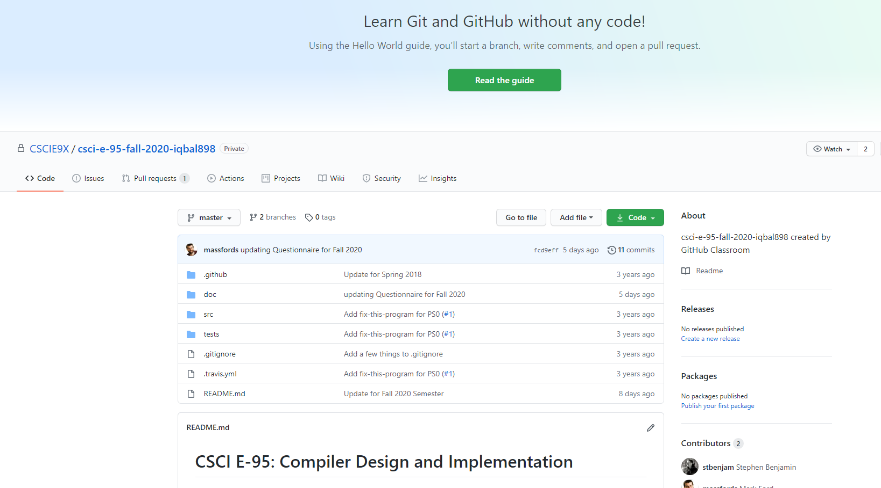 Learn Git and GitHub without any code!
Using the Hello World guide, you'll start a branch, write comments, and open a pull request.
Read the guide
CSCIE9X / csci-e-95-fall-2020-iqbal898 Private
Watch 2
Code Issues Pull requests 1 Actions Projects Wiki Security Insights
master 2 branches 0 tags Go to file Add file Code
massfords updating Questionnaire for Fall 2020 5 days ago 11 commits
.github Update for Spring 2018 3 years ago
doc updating Questionnaire for Fall 2020 5 days ago
src Add fix-this-program for PS0 (#1) 3 years ago
tests Add fix-this-program for PS0 (#1) 3 years ago
.gitignore Add a few things to .gitignore 3 years ago
.travis.yml Add fix-this-program for PS0 (#1) 3 years ago
README.md Update for Fall 2020 Semester 8 days ago
README.md
CSCI E-95: Compiler Design and Implementation
About
csci-e-95-fall-2020-iqbal898 created by
GitHub Classroom
Readme
Releases
No releases published
Create a new release
Packages
No packages published
Publish your first package
Contributors 2
stbenjam Stephen Benjamin
massfords Mark Ford